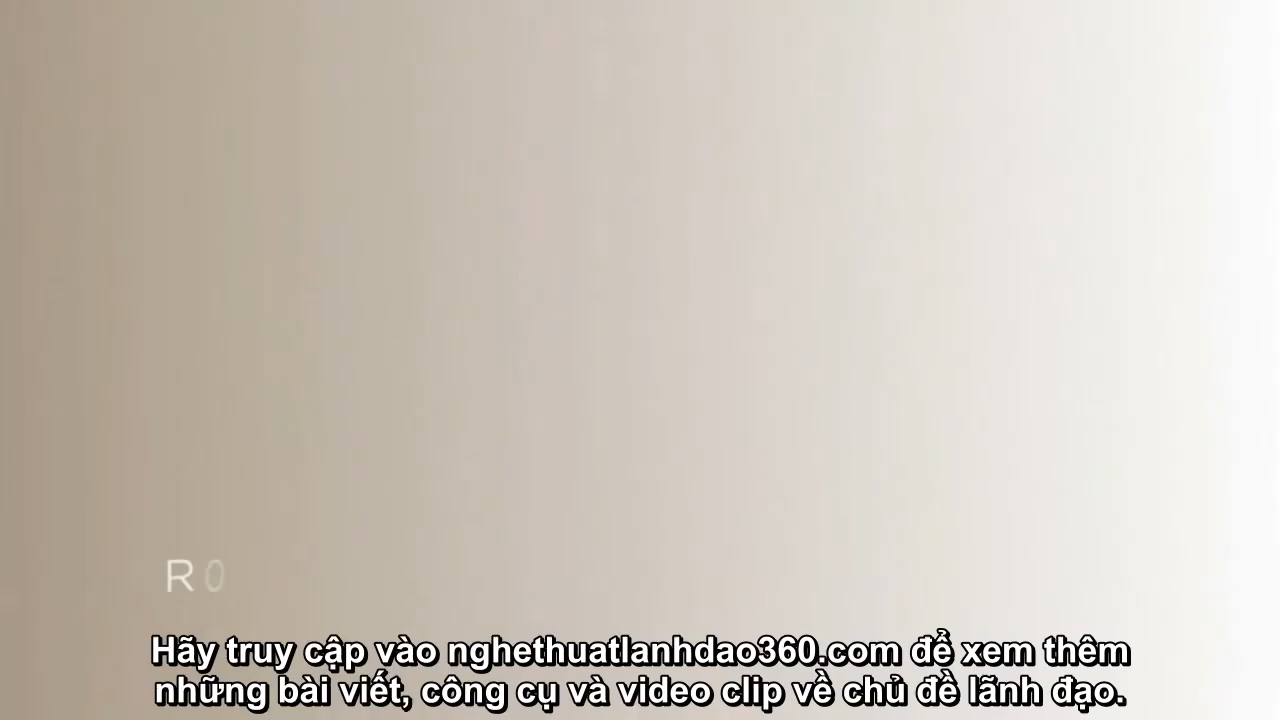 R O
Hãy truy cập vào nghethuatlanhdao360.com để xem thêm
những bài viết, công cụ và video clip về chủ đề lãnh đạo.